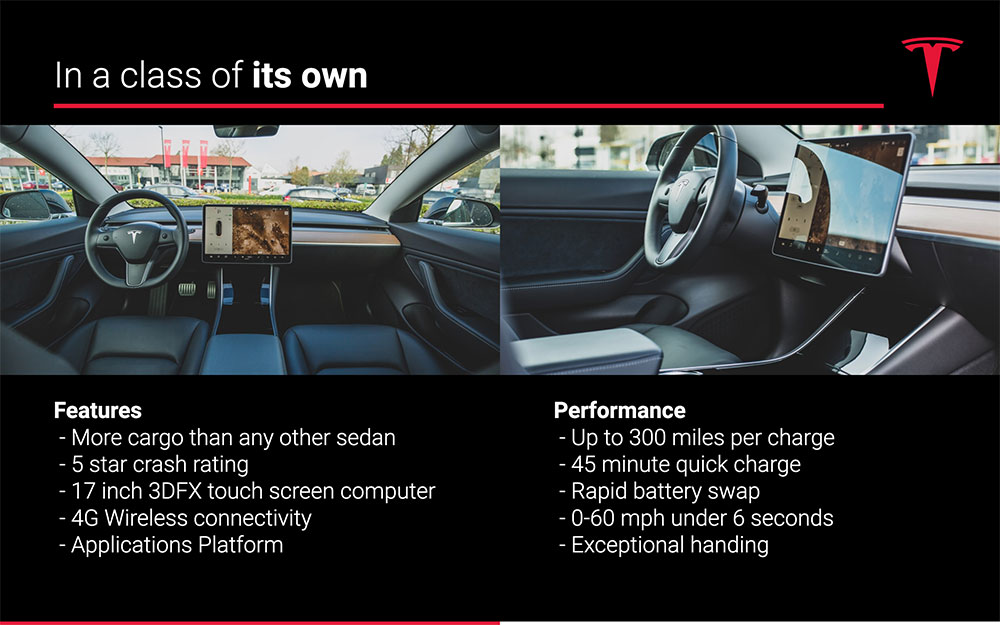 In a class of its own
Features
- More cargo than any other sedan
- 5 star crash rating
- 17 inch 3DFX touch screen computer
- 4G Wireless connectivity
- Applications Platform
Performance
- Up to 300 miles per charge
- 45 minute quick charge
- Rapid battery swap
- 0-60 mph under 6 seconds
- Exceptional handing